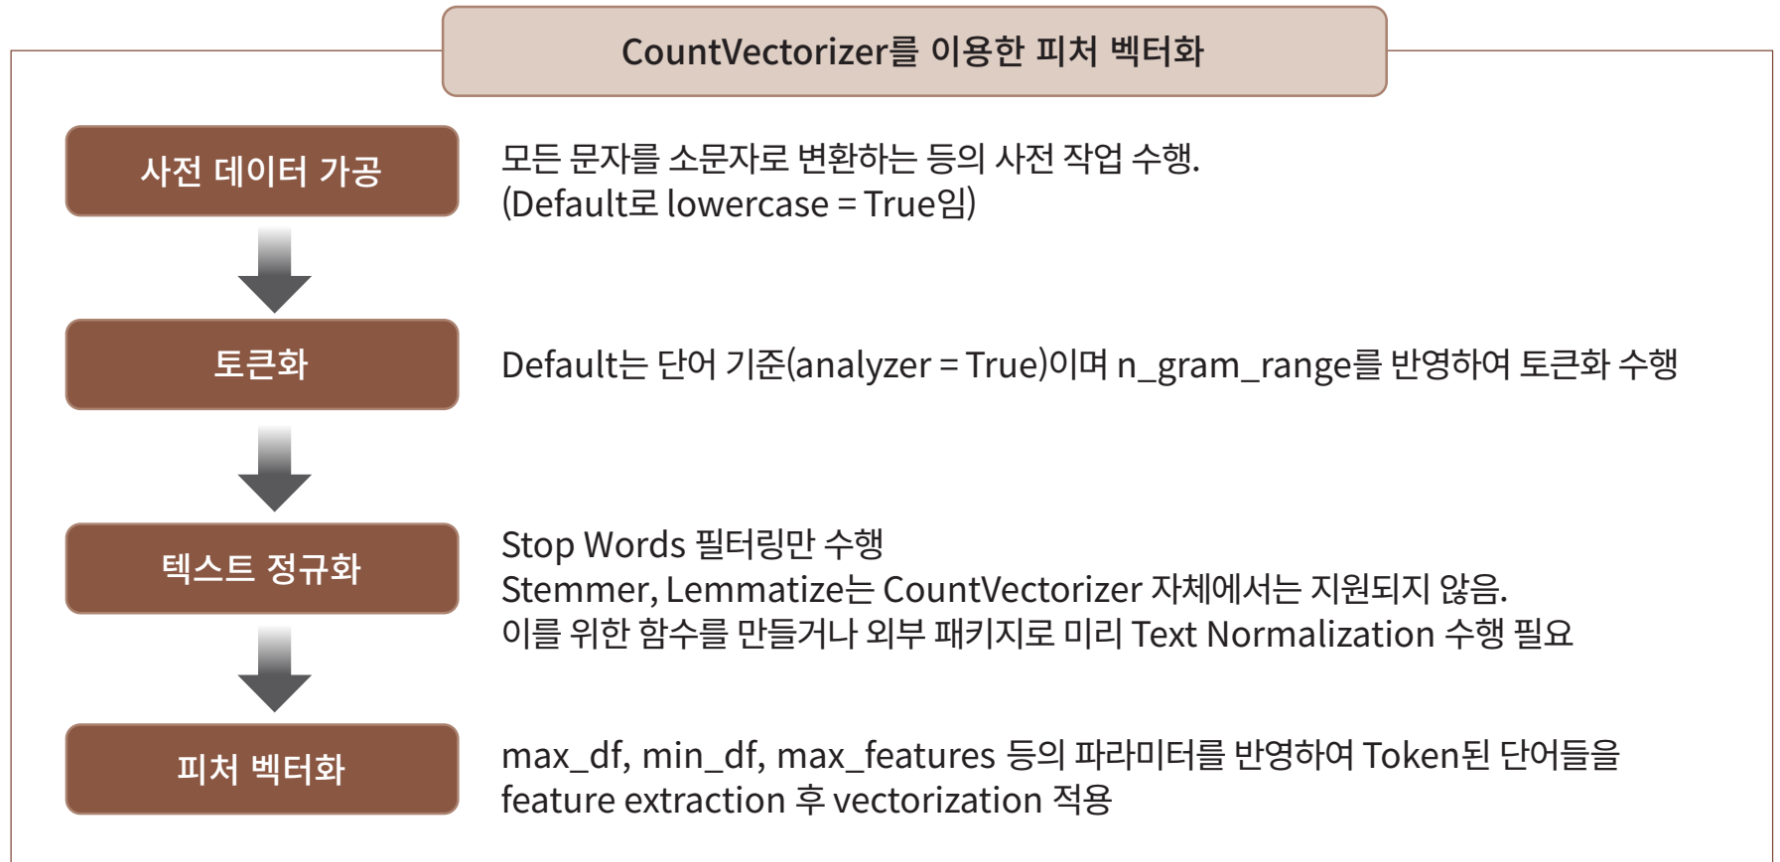 CountVectorizer를 이용한 피처 벡터화
사전 데이터 가공
모든 문자를 소문자로 변환하는 등의 사전 작업 수행.
(Default로 lowercase = True임)
토큰화
Default는 단어 기준(analyzer = True)이며 n_gram_range를 반영하여 토큰화 수행
텍스트 정규화
Stop Words 필터링만 수행
Stemmer, Lemmatize는 CountVectorizer 자체에서는 지원되지 않음.
이를 위한 함수를 만들거나 외부 패키지로 미리 Text Normalization 수행 필요
피처 벡터화
max_df, min_df, max_features 등의 파라미터를 반영하여 Token된 단어들을
feature extraction 후 vectorization 적용